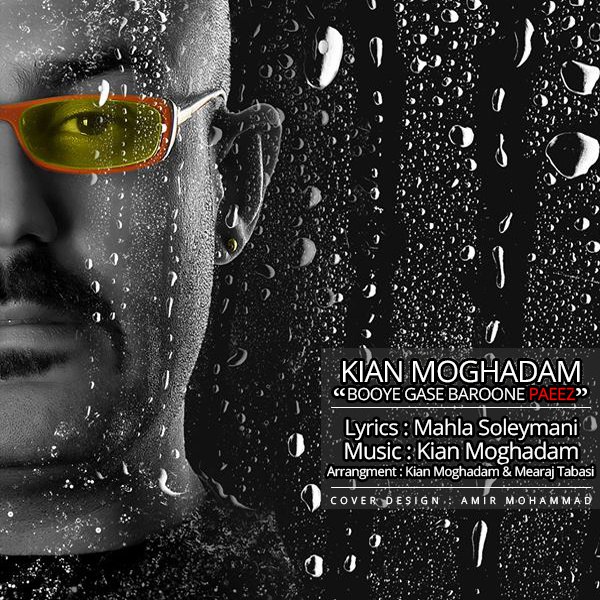 KIAN MOGHADAM
“BOOYE GASE BAROONE PAEEZ”
Lyrics : Mahla Soleymani
Music : Kian Moghadam
Arrangment : Kian Moghadam & Mearaj Tabasi
COVER DESIGN : AMIR MOHAMMAD